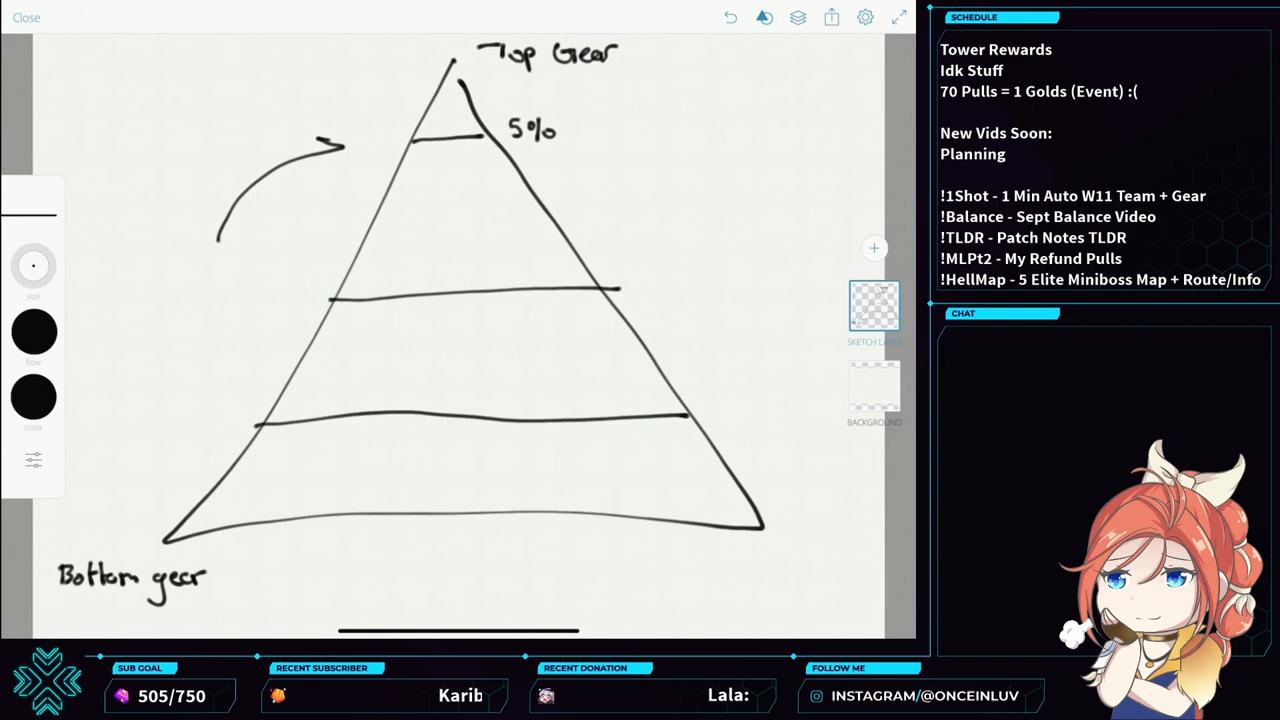 Close
Top Gear
5%
size
flow
color
SKETCH LAYER
BACKGROUND
Bottom gear
SCHEDULE
Tower Rewards
Idk Stuff
70 Pulls = 1 Golds (Event) :(
New Vids Soon:
Planning
!1Shot - 1 Min Auto W11 Team + Gear
!Balance - Sept Balance Video
!TLDR - Patch Notes TLDR
!MLPt2 - My Refund Pulls
!HellMap - 5 Elite Miniboss Map + Route/Info
CHAT
SUB GOAL
505/750
RECENT SUBSCRIBER
Karib
RECENT DONATION
Lala:
FOLLOW ME
INSTAGRAM/@ONCEINLUV